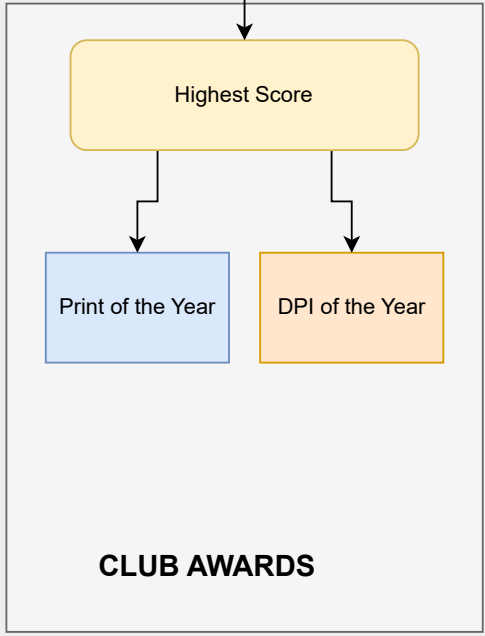 Highest Score
Print of the Year
DPI of the Year
CLUB AWARDS